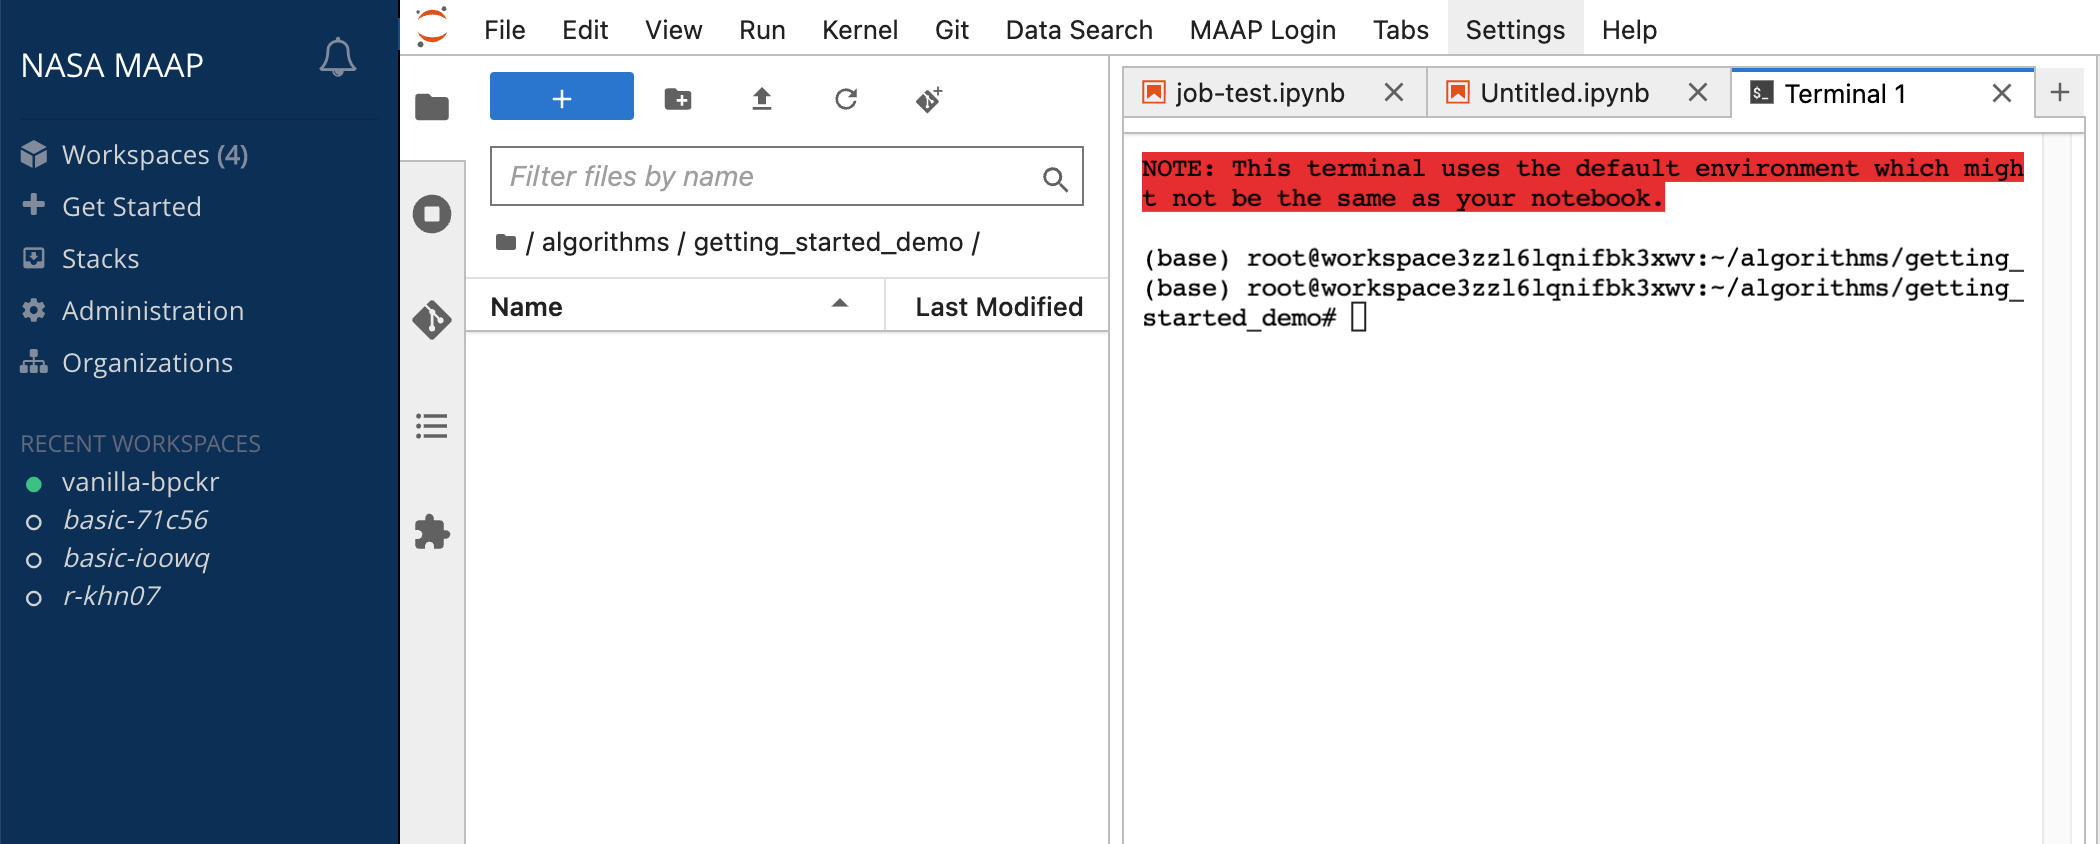 NASA MAAP
Workspaces (4)
Get Started
Stacks
Administration
Organizations
RECENT WORKSPACES
vanilla-bpckr
basic-71c56
basic-ioowq
r-khn07
File Edit View Run Kernel Git Data Search MAAP Login Tabs Settings Help
Filter files by name
/ algorithms / getting_started_demo /
Name Last Modified
job-test.ipynb Untitled.ipynb $_ Terminal 1
NOTE: This terminal uses the default environment which migh
t not be the same as your notebook.
(base) root@workspace3zzl6lqnifbk3xwv:~/algorithms/getting_
(base) root@workspace3zzl6lqnifbk3xwv:~/algorithms/getting_
started_demo#